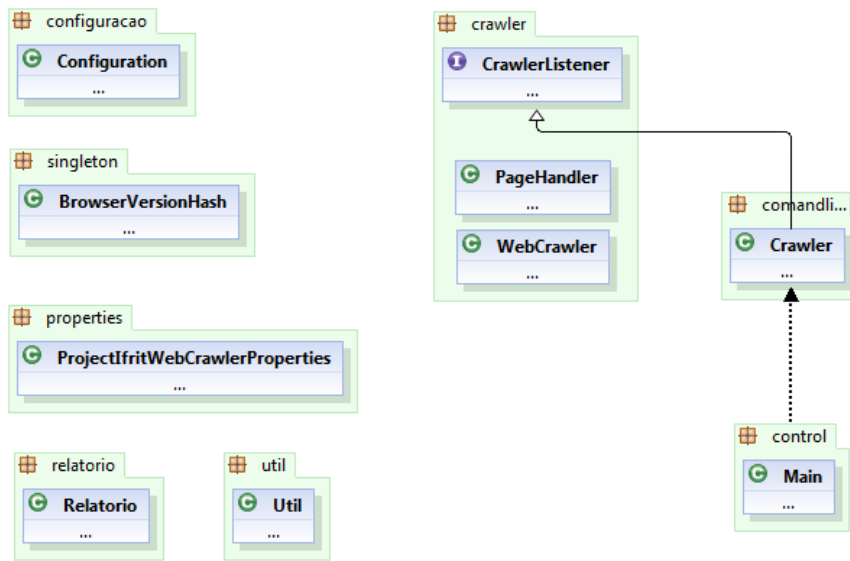 configuracao
Configuration
...
singleton
BrowserVersionHash
...
properties
ProjectIfritWebCrawlerProperties
...
relatorio
Relatorio
...
util
Util
...
crawler
CrawlerListener
...
PageHandler
...
WebCrawler
...
comandli...
Crawler
...
control
Main
...